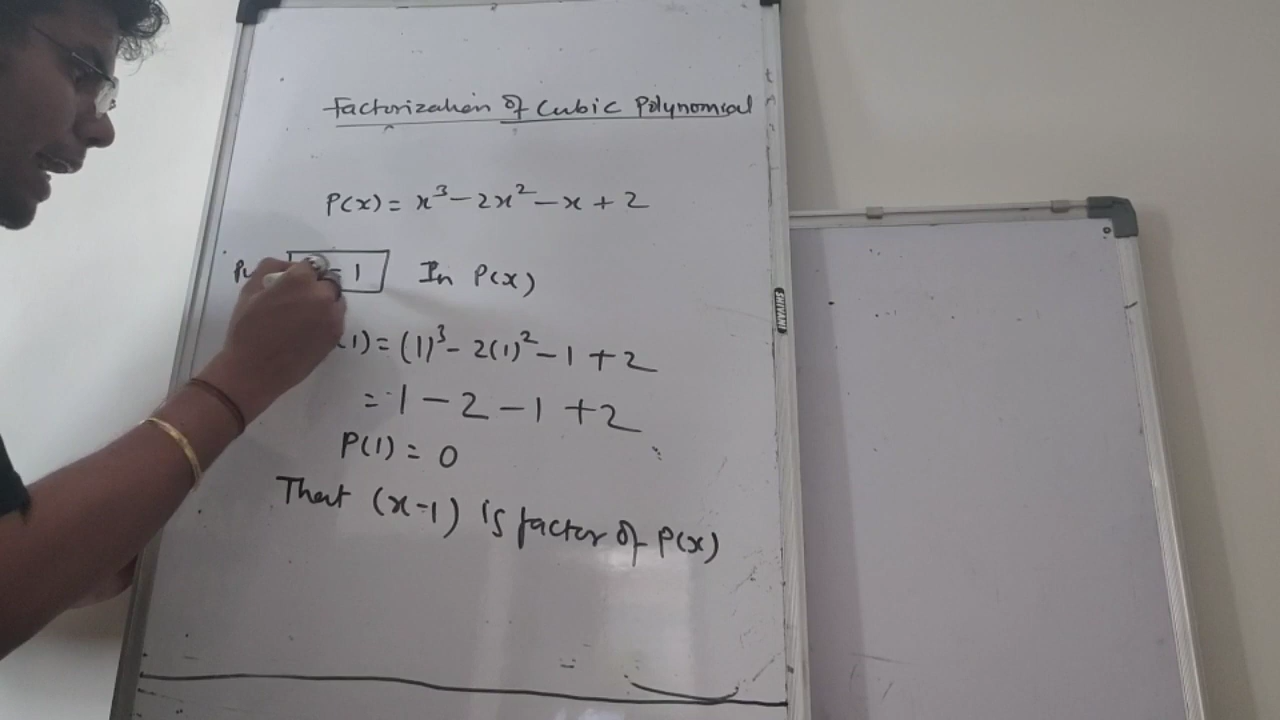 Factorization of Cubic Polynomial
P(x) = x³ - 2x² - x + 2
= 1 In P(x)
(1) = (1)³ - 2(1)² - 1 + 2
= 1 - 2 - 1 + 2
P(1) = 0
That (x-1) is factor of P(x)
SHIVANI